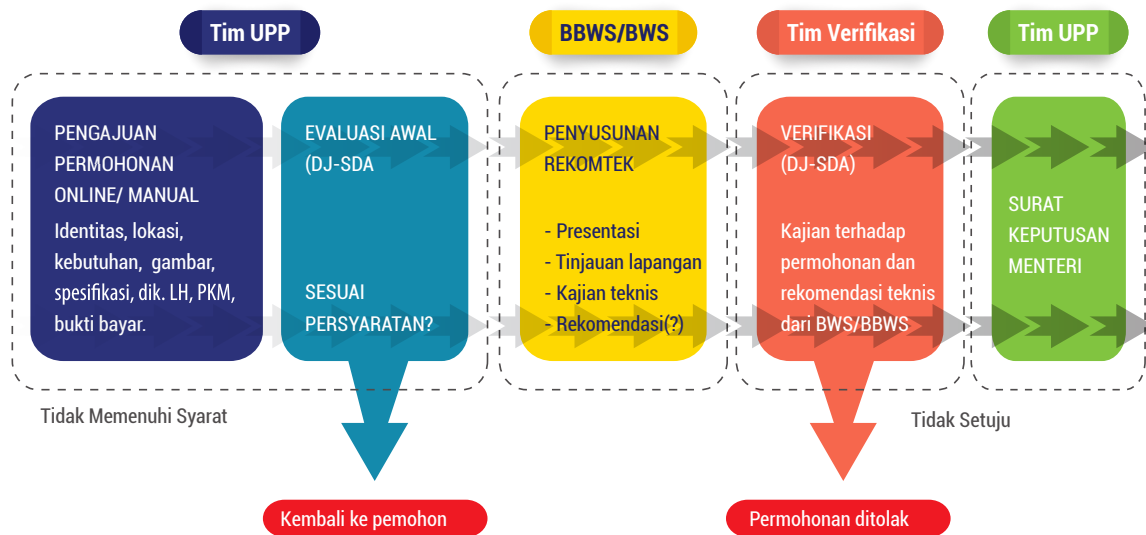 Tim UPP
BBWS/BWS
Tim Verifikasi
Tim UPP
PENGAJUAN
PERMOHONAN
ONLINE/ MANUAL
Identitas, lokasi,
kebutuhan, gambar,
spesifikasi, dik. LH, PKM,
bukti bayar.
EVALUASI AWAL
(DJ-SDA
SESUAI
PERSYARATAN?
PENYUSUNAN
REKOMTEK
- Presentasi
- Tinjauan lapangan
- Kajian teknis
- Rekomendasi(?)
VERIFIKASI
(DJ-SDA)
Kajian terhadap
permohonan dan
rekomendasi teknis
dari BWS/BBWS
SURAT
KEPUTUSAN
MENTERI
Tidak Memenuhi Syarat
Tidak Setuju
Kembali ke pemohon
Permohonan ditolak